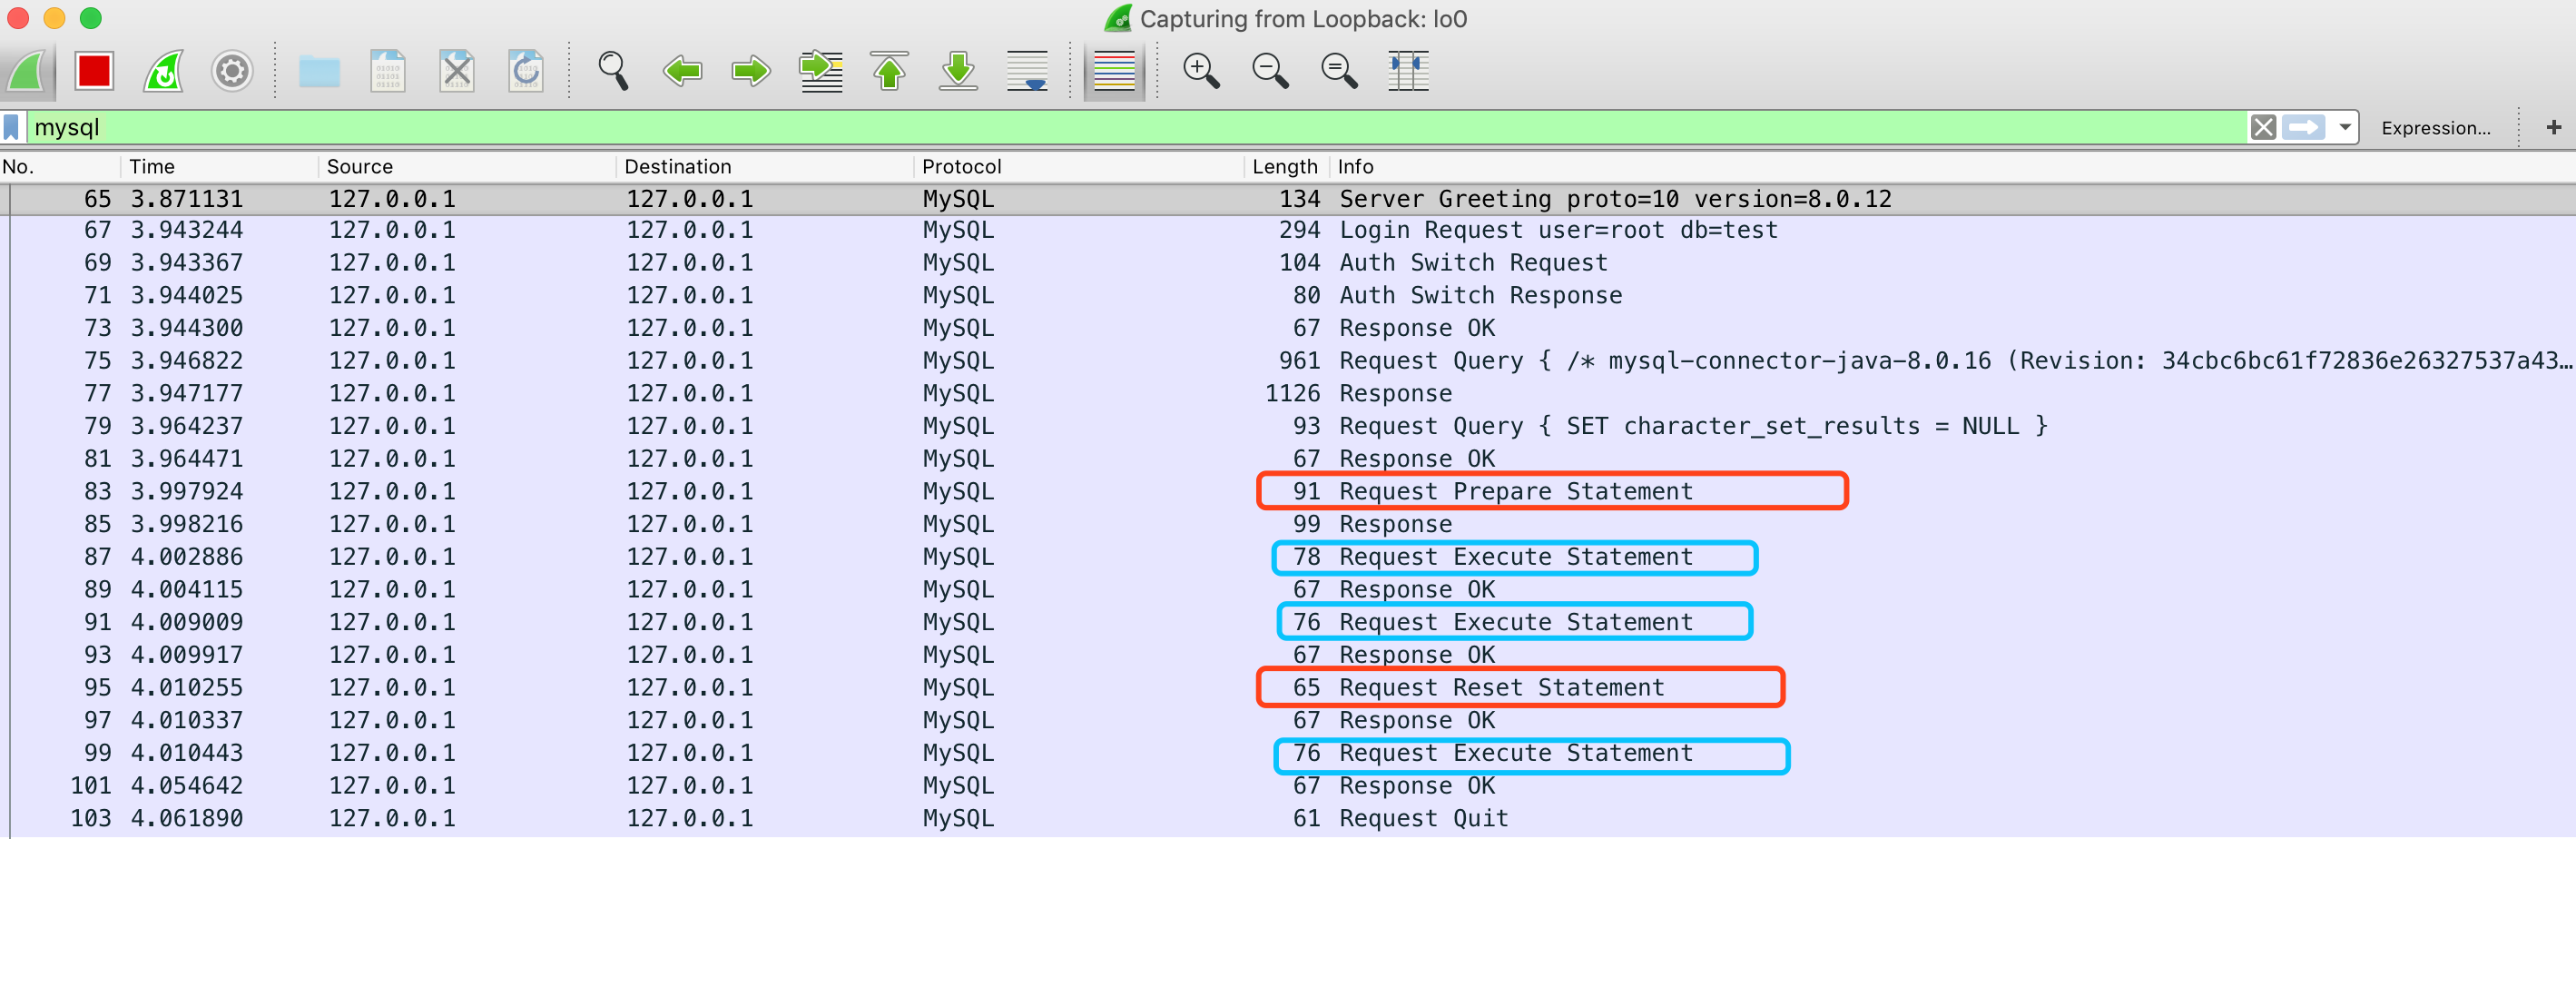 Capturing from Loopback: lo0
mysql
Expression...
+
No. Time Source Destination Protocol Length Info
65 3.871131 127.0.0.1 127.0.0.1 MySQL 134 Server Greeting proto=10 version=8.0.12
67 3.943244 127.0.0.1 127.0.0.1 MySQL 294 Login Request user=root db=test
69 3.943367 127.0.0.1 127.0.0.1 MySQL 104 Auth Switch Request
71 3.944025 127.0.0.1 127.0.0.1 MySQL 80 Auth Switch Response
73 3.944300 127.0.0.1 127.0.0.1 MySQL 67 Response OK
75 3.946822 127.0.0.1 127.0.0.1 MySQL 961 Request Query { /* mysql-connector-java-8.0.16 (Revision: 34cbc6bc61f72836e26327537a43…
77 3.947177 127.0.0.1 127.0.0.1 MySQL 1126 Response
79 3.964237 127.0.0.1 127.0.0.1 MySQL 93 Request Query { SET character_set_results = NULL }
81 3.964471 127.0.0.1 127.0.0.1 MySQL 67 Response OK
83 3.997924 127.0.0.1 127.0.0.1 MySQL 91 Request Prepare Statement
85 3.998216 127.0.0.1 127.0.0.1 MySQL 99 Response
87 4.002886 127.0.0.1 127.0.0.1 MySQL 78 Request Execute Statement
89 4.004115 127.0.0.1 127.0.0.1 MySQL 67 Response OK
91 4.009009 127.0.0.1 127.0.0.1 MySQL 76 Request Execute Statement
93 4.009917 127.0.0.1 127.0.0.1 MySQL 67 Response OK
95 4.010255 127.0.0.1 127.0.0.1 MySQL 65 Request Reset Statement
97 4.010337 127.0.0.1 127.0.0.1 MySQL 67 Response OK
99 4.010443 127.0.0.1 127.0.0.1 MySQL 76 Request Execute Statement
101 4.054642 127.0.0.1 127.0.0.1 MySQL 67 Response OK
103 4.061890 127.0.0.1 127.0.0.1 MySQL 61 Request Quit